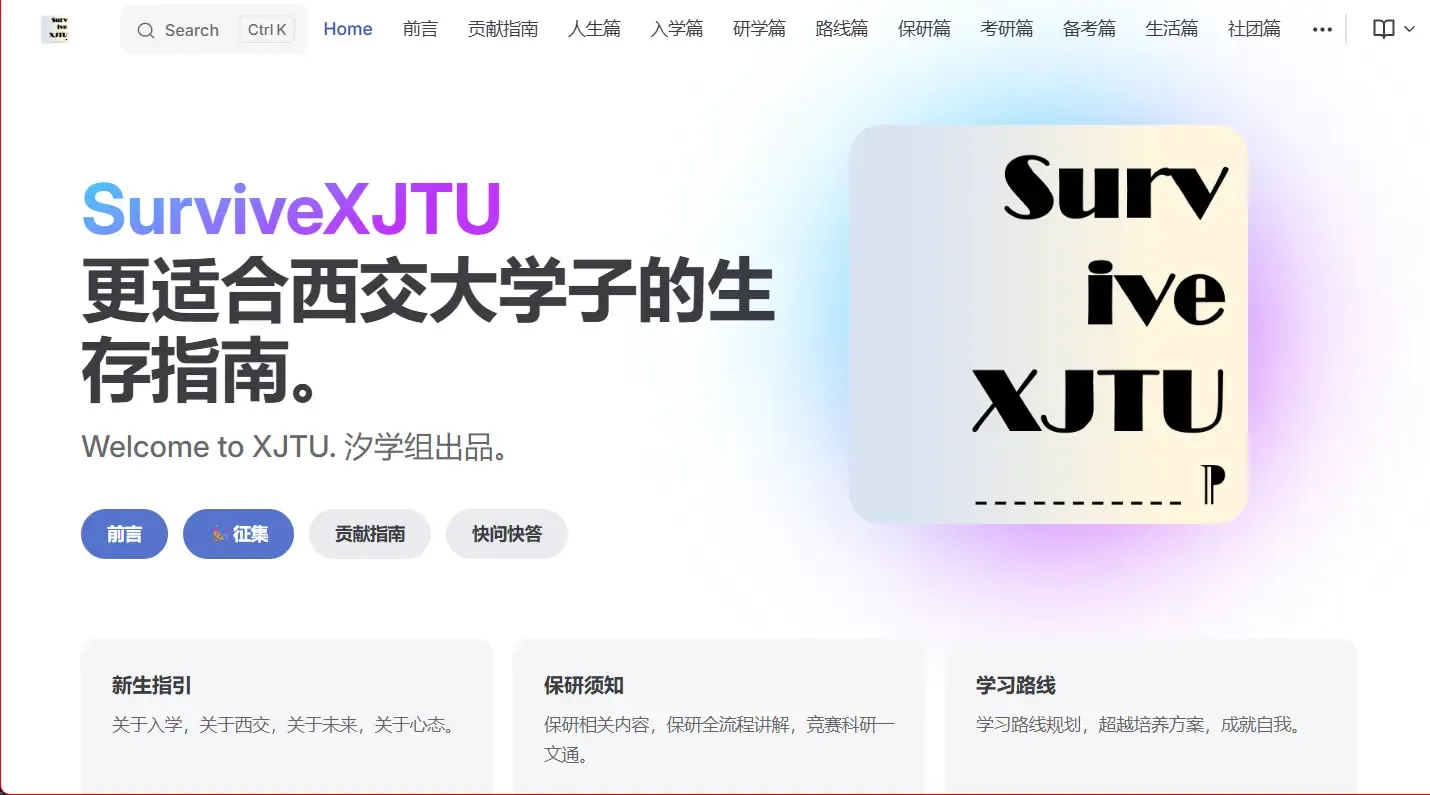 Surv
ive
XJTU
Search
Ctrl K
Home
前言
贡献指南
人生篇
入学篇
研学篇
路线篇
保研篇
考研篇
备考篇
生活篇
社团篇
SurviveXJTU
更适合西交大学子的生
存指南。
Welcome to XJTU. 汐学组出品。
前言
🎉 征集
贡献指南
快问快答
Surv
ive
XJTU
------------ P
新生指引
关于入学，关于西交，关于未来，关于心态。
保研须知
保研相关内容，保研全流程讲解，竞赛科研一
文通。
学习路线
学习路线规划，超越培养方案，成就自我。